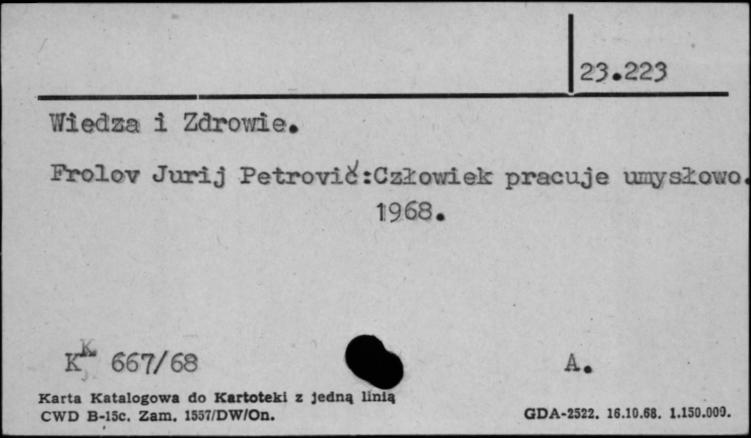 23.223
Wiedza i Zdrowie.
Frolov Jurij Petrovič:Człowiek pracuje umysłowo.
1968.
K 667/68
A.
Karta Katalogowa do Kartoteki z jedną linią
CWD B-15c. Zam. 1557/DW/On.
GDA-2522. 16.10.68. 1.150.000.